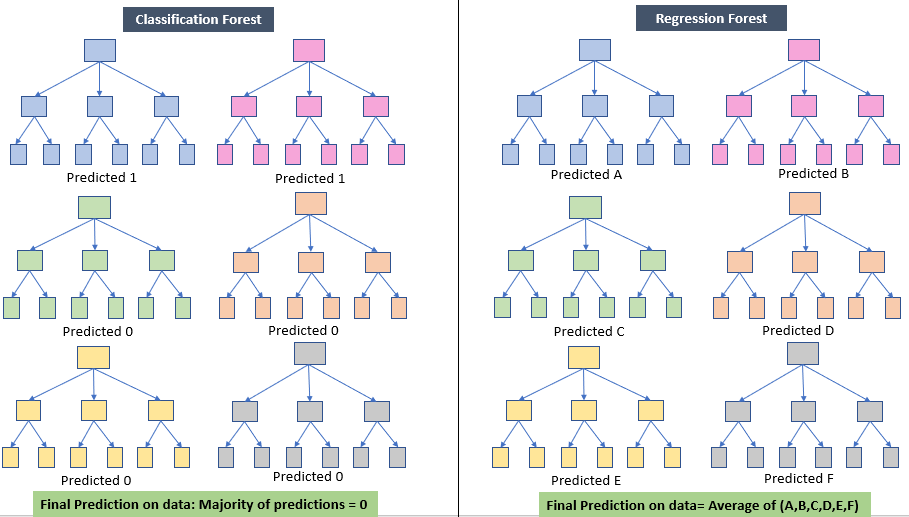 Classification Forest
Regression Forest
Predicted 1
Predicted 1
Predicted A
Predicted B
Predicted 0
Predicted 0
Predicted C
Predicted D
Predicted 0
Predicted 0
Predicted E
Predicted F
Final Prediction on data: Majority of predictions = 0
Final Prediction on data= Average of (A,B,C,D,E,F)